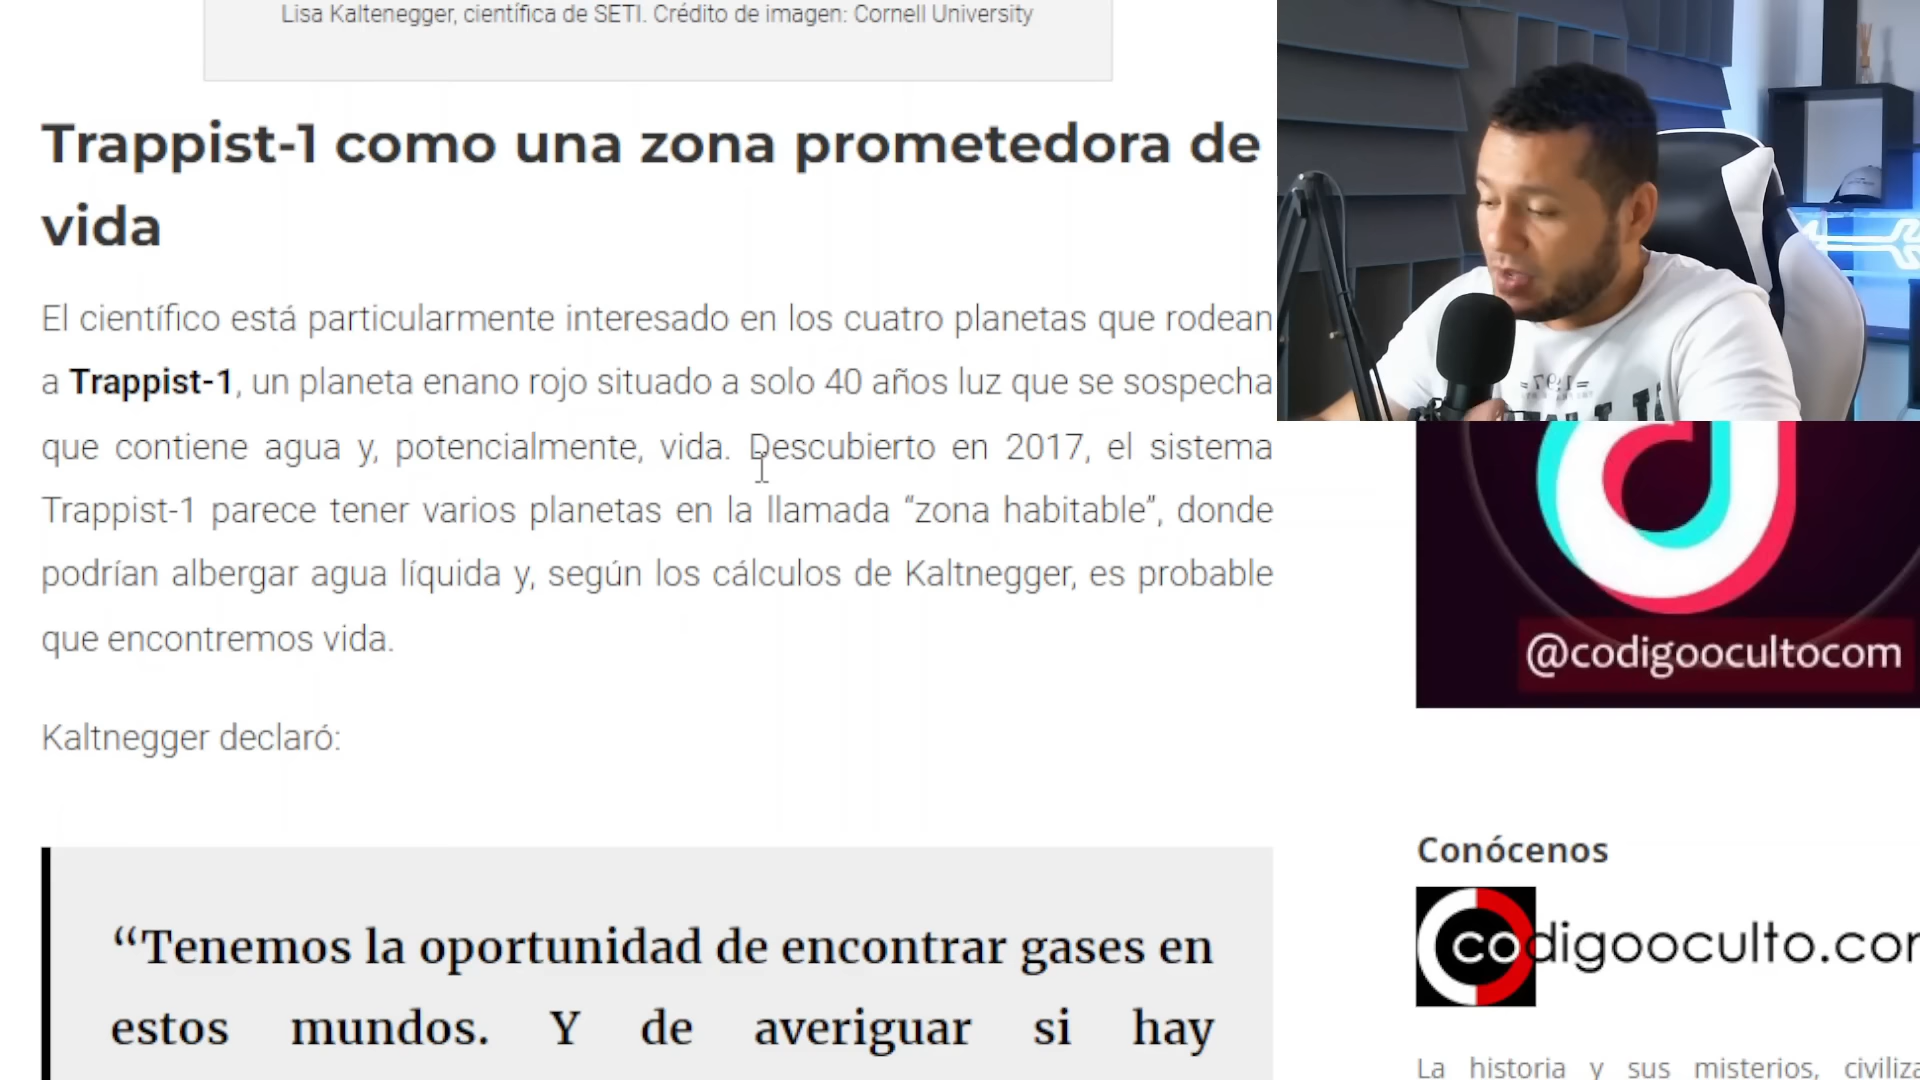 Lisa Kaltenegger, científica de SETI. Crédito de imagen: Cornell University
Trappist-1 como una zona prometedora de
vida
El científico está particularmente interesado en los cuatro planetas que rodean
a Trappist-1, un planeta enano rojo situado a solo 40 años luz que se sospecha
que contiene agua y, potencialmente, vida. Descubierto en 2017, el sistema
Trappist-1 parece tener varios planetas en la llamada “zona habitable”, donde
podrían albergar agua líquida y, según los cálculos de Kaltnegger, es probable
que encontremos vida.
Kaltnegger declaró:
“Tenemos la oportunidad de encontrar gases en
estos mundos. Y de averiguar si hay
@codigoocultocom
Conócenos
codigooculto.com
La historia y sus misterios,